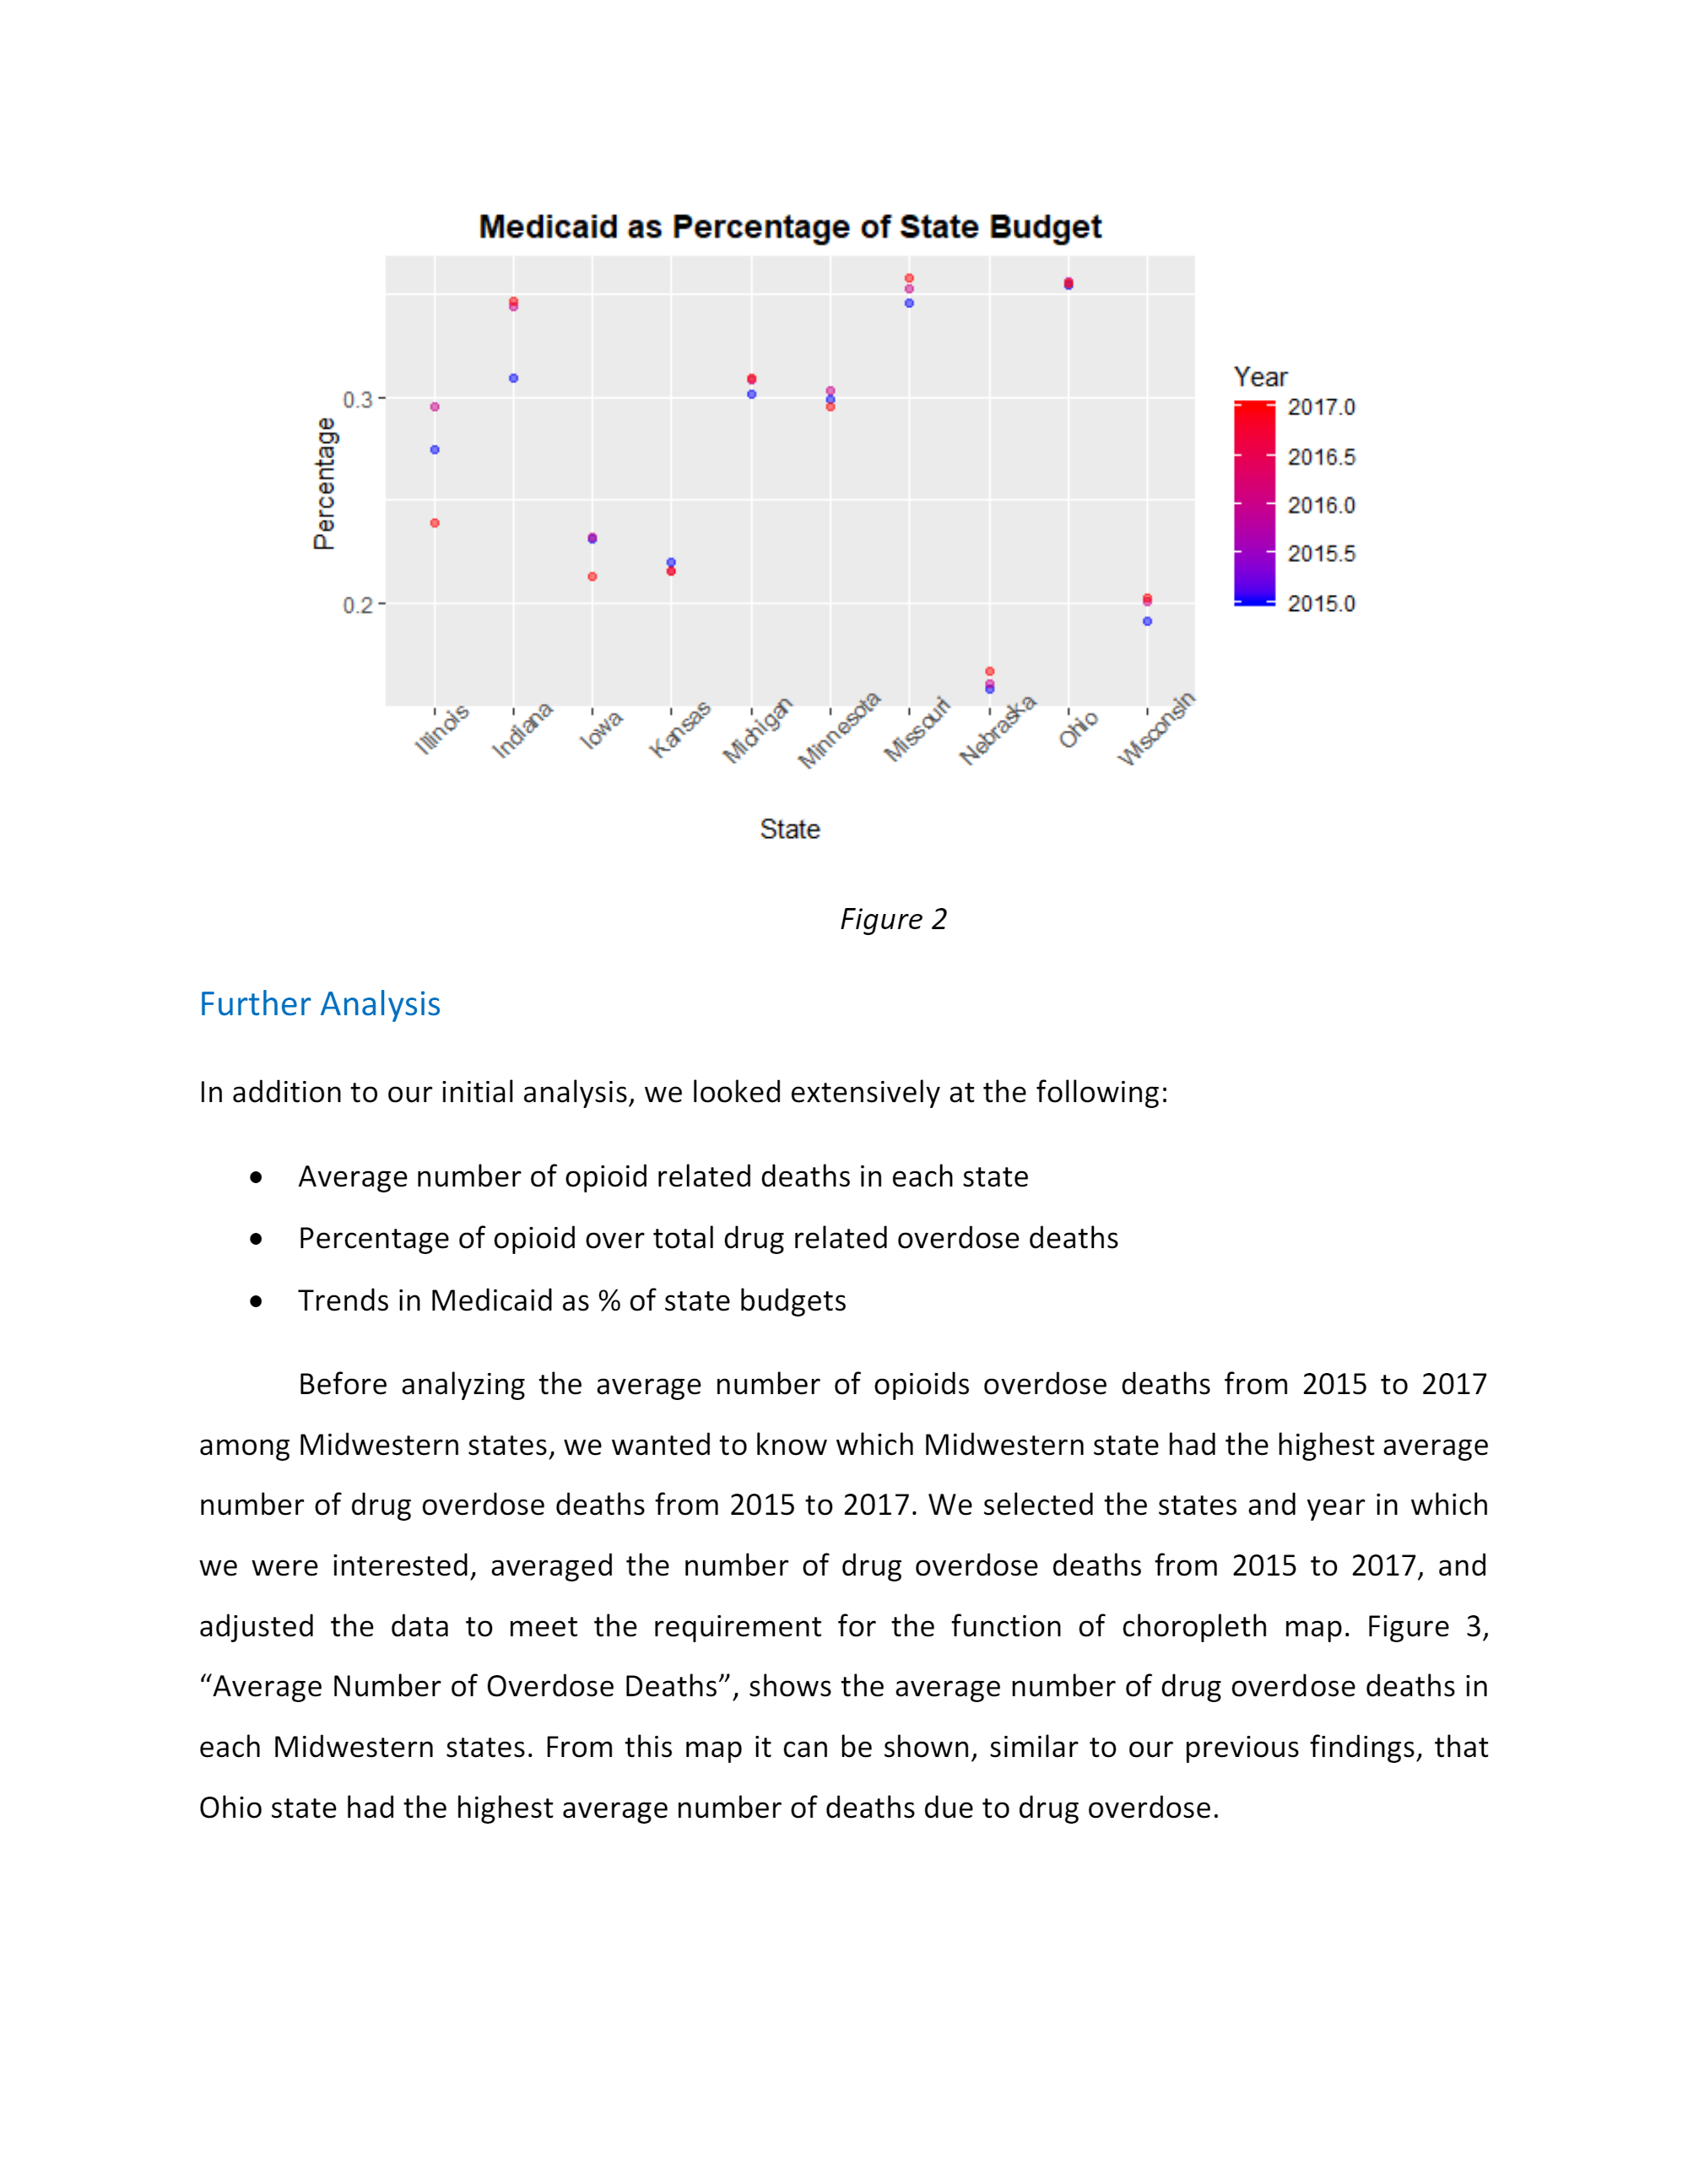 Medicaid as Percentage of State Budget
Percentage
0.3
0.2
Illinois
Indiana
Iowa
Kansas
Michigan
Minnesota
Missouri
Nebraska
Ohio
Wisconsin
State
Year
2017.0
2016.5
2016.0
2015.5
2015.0
Figure 2
Further Analysis
In addition to our initial analysis, we looked extensively at the following:
• Average number of opioid related deaths in each state
• Percentage of opioid over total drug related overdose deaths
• Trends in Medicaid as % of state budgets
Before analyzing the average number of opioids overdose deaths from 2015 to 2017
among Midwestern states, we wanted to know which Midwestern state had the highest average
number of drug overdose deaths from 2015 to 2017. We selected the states and year in which
we were interested, averaged the number of drug overdose deaths from 2015 to 2017, and
adjusted the data to meet the requirement for the function of choropleth map. Figure 3,
“Average Number of Overdose Deaths”, shows the average number of drug overdose deaths in
each Midwestern states. From this map it can be shown, similar to our previous findings, that
Ohio state had the highest average number of deaths due to drug overdose.